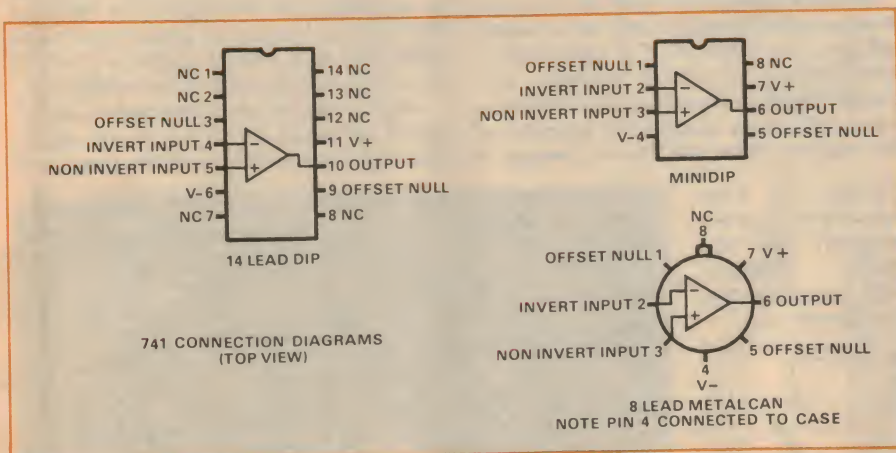 NC 1
NC 2
OFFSET NULL 3
INVERT INPUT 4
NON INVERT INPUT 5
V- 6
NC 7
14 NC
13 NC
12 NC
11 V+
10 OUTPUT
9 OFFSET NULL
8 NC
- +
14 LEAD DIP
741 CONNECTION DIAGRAMS
(TOP VIEW)
OFFSET NULL 1
INVERT INPUT 2
NON INVERT INPUT 3
V- 4
8 NC
7 V+
6 OUTPUT
5 OFFSET NULL
- +
MINIDIP
NC
8
OFFSET NULL 1
7 V+
INVERT INPUT 2
6 OUTPUT
NON INVERT INPUT 3
5 OFFSET NULL
- +
4
V-
8 LEAD METAL CAN
NOTE PIN 4 CONNECTED TO CASE